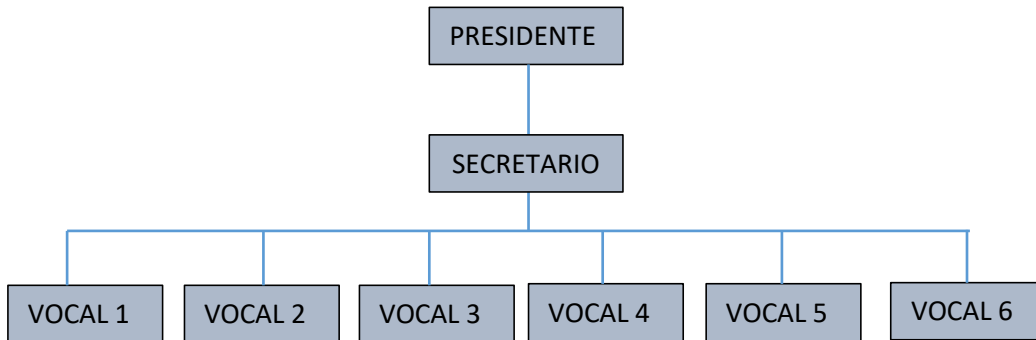 PRESIDENTE
SECRETARIO
VOCAL 1
VOCAL 2
VOCAL 3
VOCAL 4
VOCAL 5
VOCAL 6